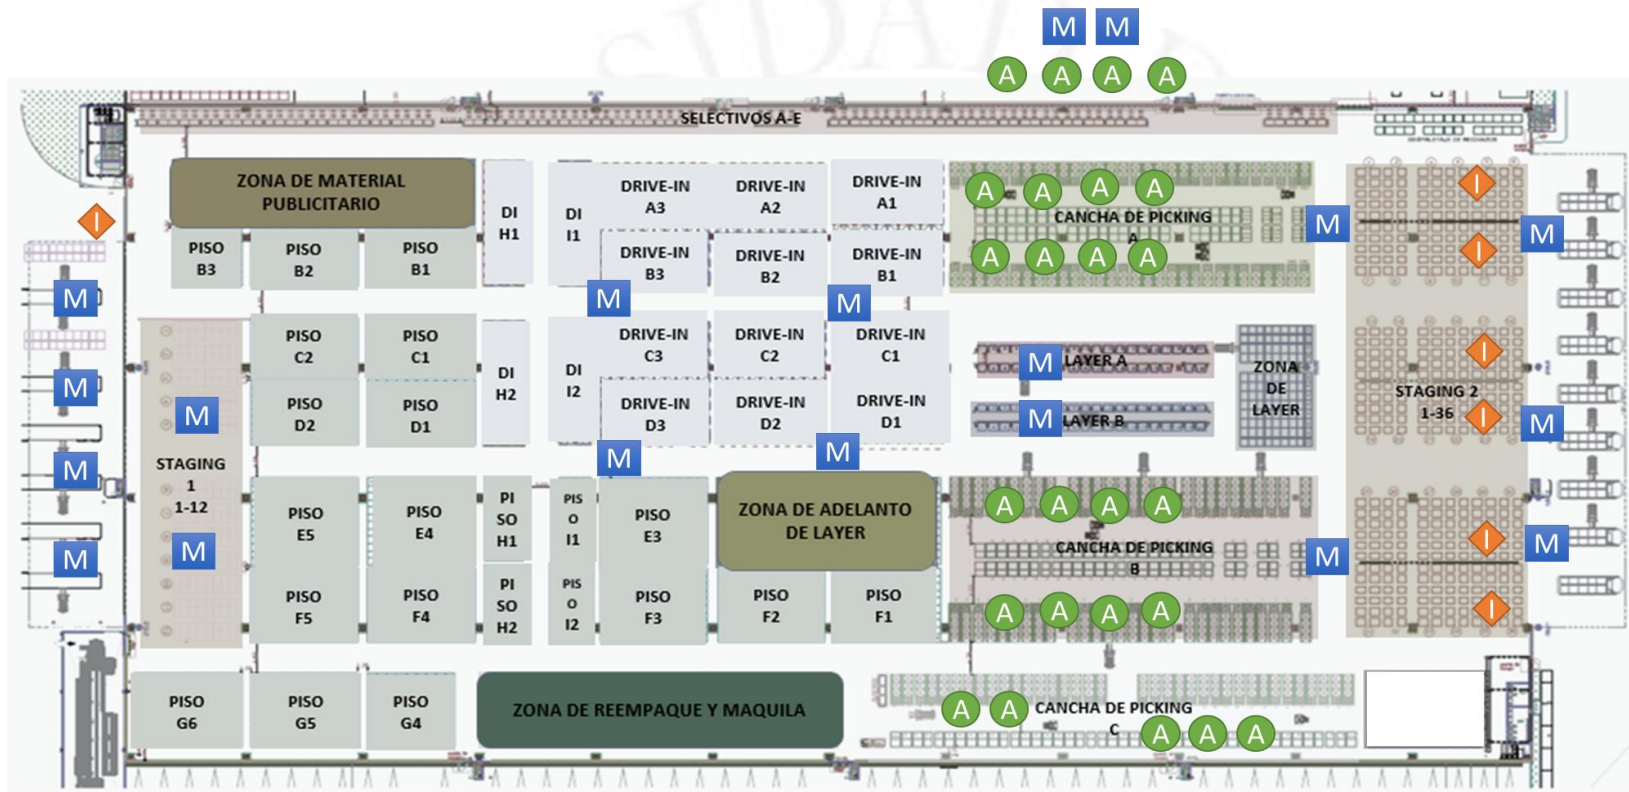 SIDAD
M M
A A A A
SELECTIVOS A-E
ZONA DE MATERIAL
PUBLICITARIO
I
PISO
B3
PISO
B2
PISO
B1
DI
H1
DI
I1
DRIVE-IN
A3
DRIVE-IN
A2
DRIVE-IN
A1
DRIVE-IN
B3
DRIVE-IN
B2
DRIVE-IN
B1
M M
A A A A
CANCHA DE PICKING
A
A A A A
M
I
I
M
M
M
M
M
M
M
STAGING
1
1-12
PISO
C2
PISO
C1
PISO
D2
PISO
D1
DI
H2
DI
I2
DRIVE-IN
C3
DRIVE-IN
C2
DRIVE-IN
C1
DRIVE-IN
D3
DRIVE-IN
D2
DRIVE-IN
D1
M M
M LAYER A
M LAYER B
ZONA
DE
LAYER
I
STAGING 2
1-36
I
M
PISO
E5
PISO
E4
PI
SO
H1
PIS
O
I1
PISO
E3
ZONA DE ADELANTO
DE LAYER
PISO
F5
PISO
F4
PI
SO
H2
PIS
O
I2
PISO
F3
PISO
F2
PISO
F1
A A A A
CANCHA DE PICKING
B
A A A A
M
I
M
I
PISO
G6
PISO
G5
PISO
G4
ZONA DE REEMPAQUE Y MAQUILA
A A CANCHA DE PICKING
C
A A A